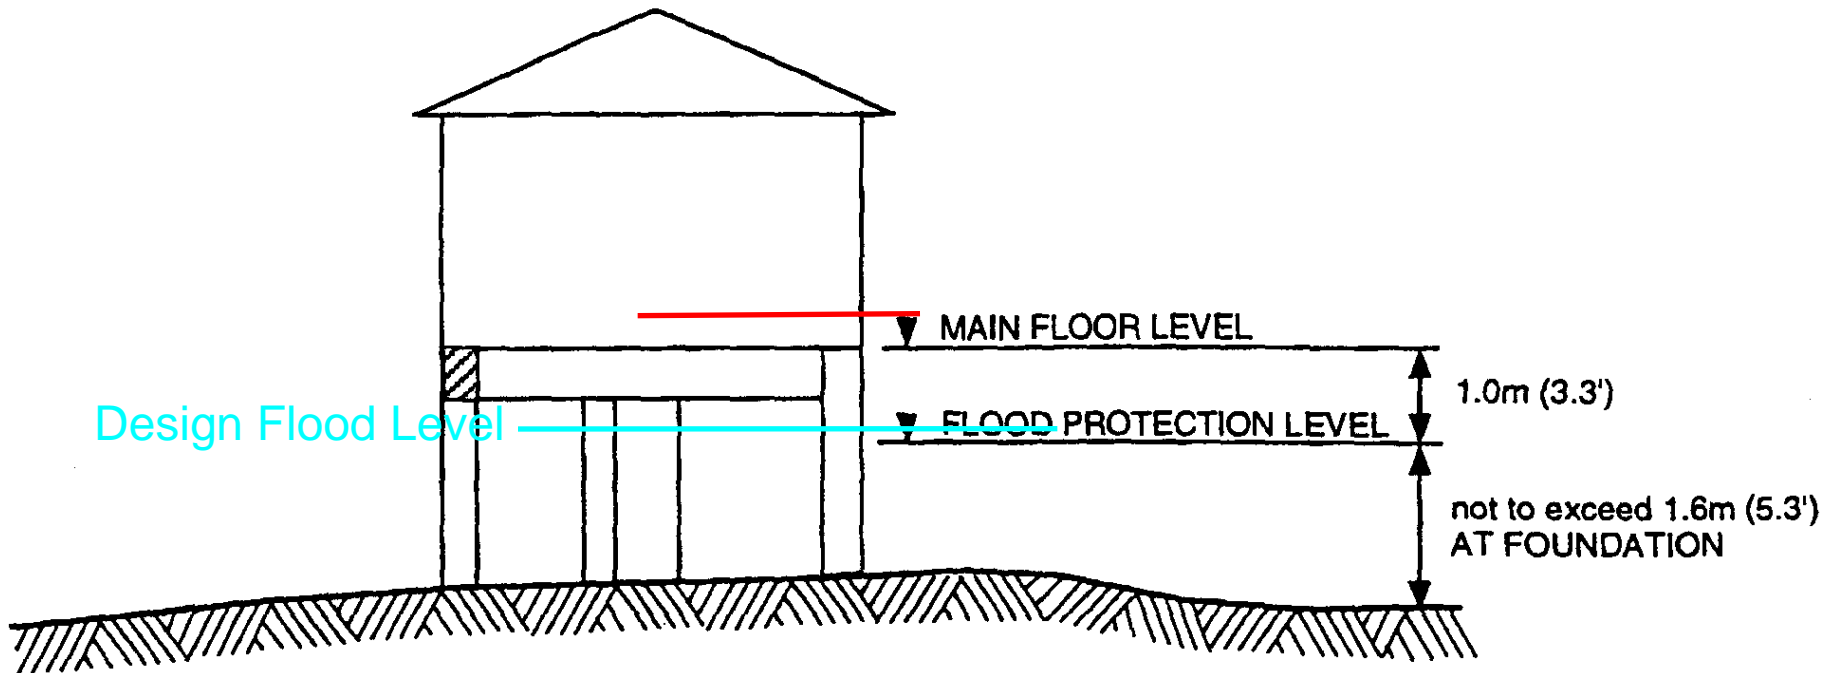 MAIN FLOOR LEVEL
1.0m (3.3')
Design Flood Level
FLOOD PROTECTION LEVEL
not to exceed 1.6m (5.3')
AT FOUNDATION